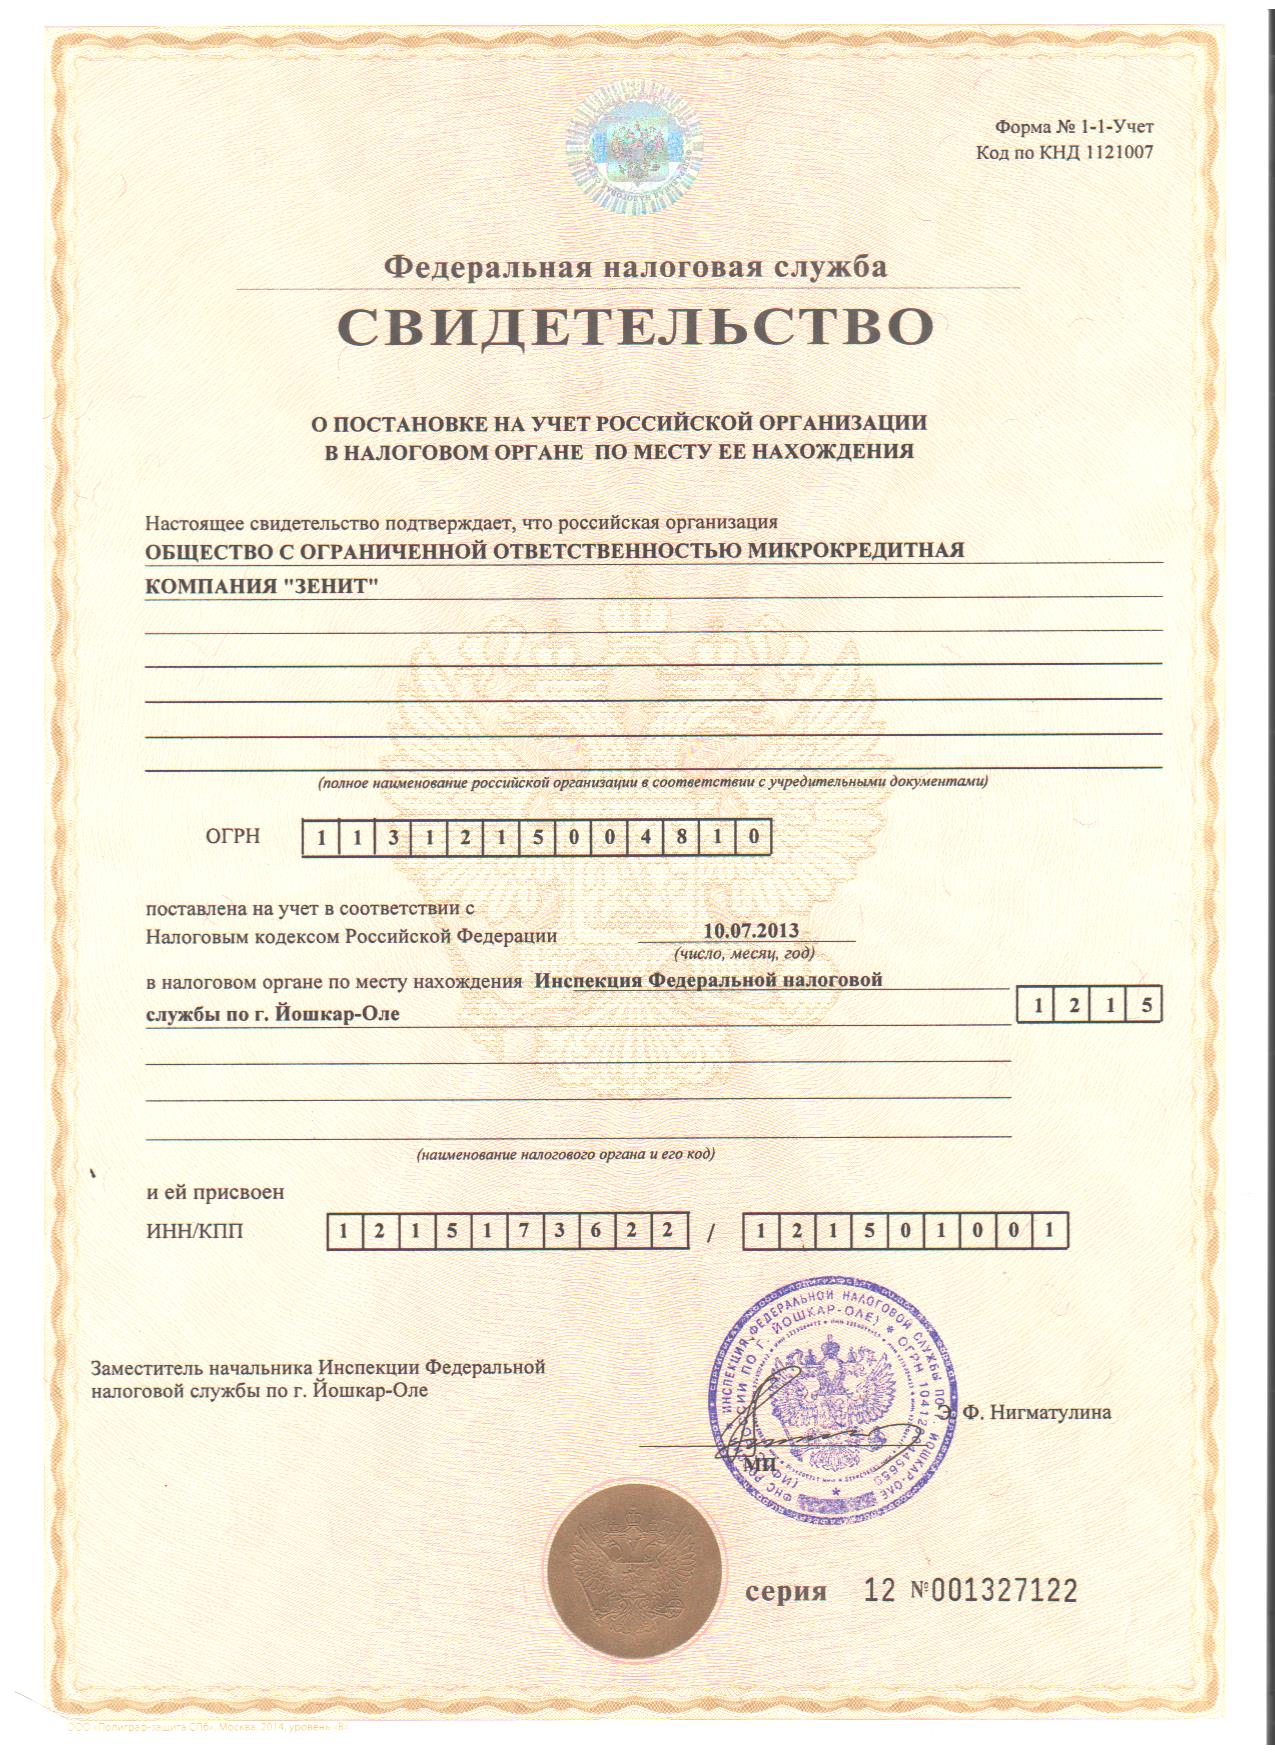 Форма № 1-1-Учет
Код по КНД 1121007
Федеральная налоговая служба
СВИДЕТЕЛЬСТВО
О ПОСТАНОВКЕ НА УЧЕТ РОССИЙСКОЙ ОРГАНИЗАЦИИ
В НАЛОГОВОМ ОРГАНЕ ПО МЕСТУ ЕЕ НАХОЖДЕНИЯ
Настоящее свидетельство подтверждает, что российская организация
ОБЩЕСТВО С ОГРАНИЧЕННОЙ ОТВЕТСТВЕННОСТЬЮ МИКРОКРЕДИТНАЯ
КОМПАНИЯ "ЗЕНИТ"
(полное наименование российской организации в соответствии с учредительными документами)
ОГРН 1 1 3 1 2 1 5 0 0 4 8 1 0
поставлена на учет в соответствии с
Налоговым кодексом Российской Федерации 10.07.2013
(число, месяц, год)
в налоговом органе по месту нахождения Инспекция Федеральной налоговой
службы по г. Йошкар-Оле 1 2 1 5
(наименование налогового органа и его код)
и ей присвоен
ИНН/КПП 1 2 1 5 1 7 3 6 2 2 / 1 2 1 5 0 1 0 0 1
Заместитель начальника Инспекции Федеральной
налоговой службы по г. Йошкар-Оле
Э. Ф. Нигматулина
МП
ИНСПЕКЦИЯ ФЕДЕРАЛЬНОЙ НАЛОГОВОЙ СЛУЖБЫ ПО Г. ЙОШКАР-ОЛЕ
серия 12 №001327122
ООО «Полиграф-защита СПб», Москва, 2014, уровень «В»